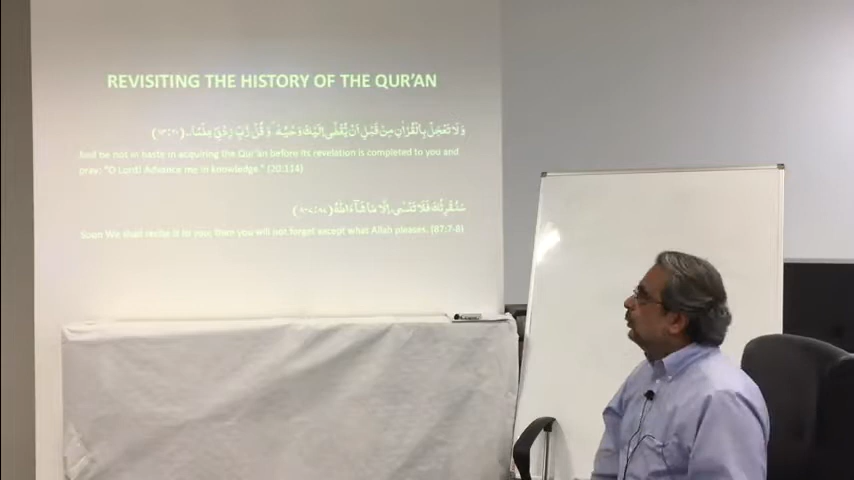 REVISITING THE HISTORY OF THE QUR'AN
وَلَا تَعْجَلْ بِالْقُرْآنِ مِنْ قَبْلِ أَنْ يُقْضَى إِلَيْكَ وَحْيُهُ وَقُلْ رَبِّ زِدْنِي عِلْمًا
And be not in haste in acquiring the Qur'an before its revelation is completed to you and
pray: "O Lord! Advance me in knowledge." (20:114)
سَنُقْرِئُكَ فَلَا تَنْسَى إِلَّا مَا شَاءَ اللهُ
Soon We shall recite it to you; then you will not forget except what Allah pleases. (87:7-8)